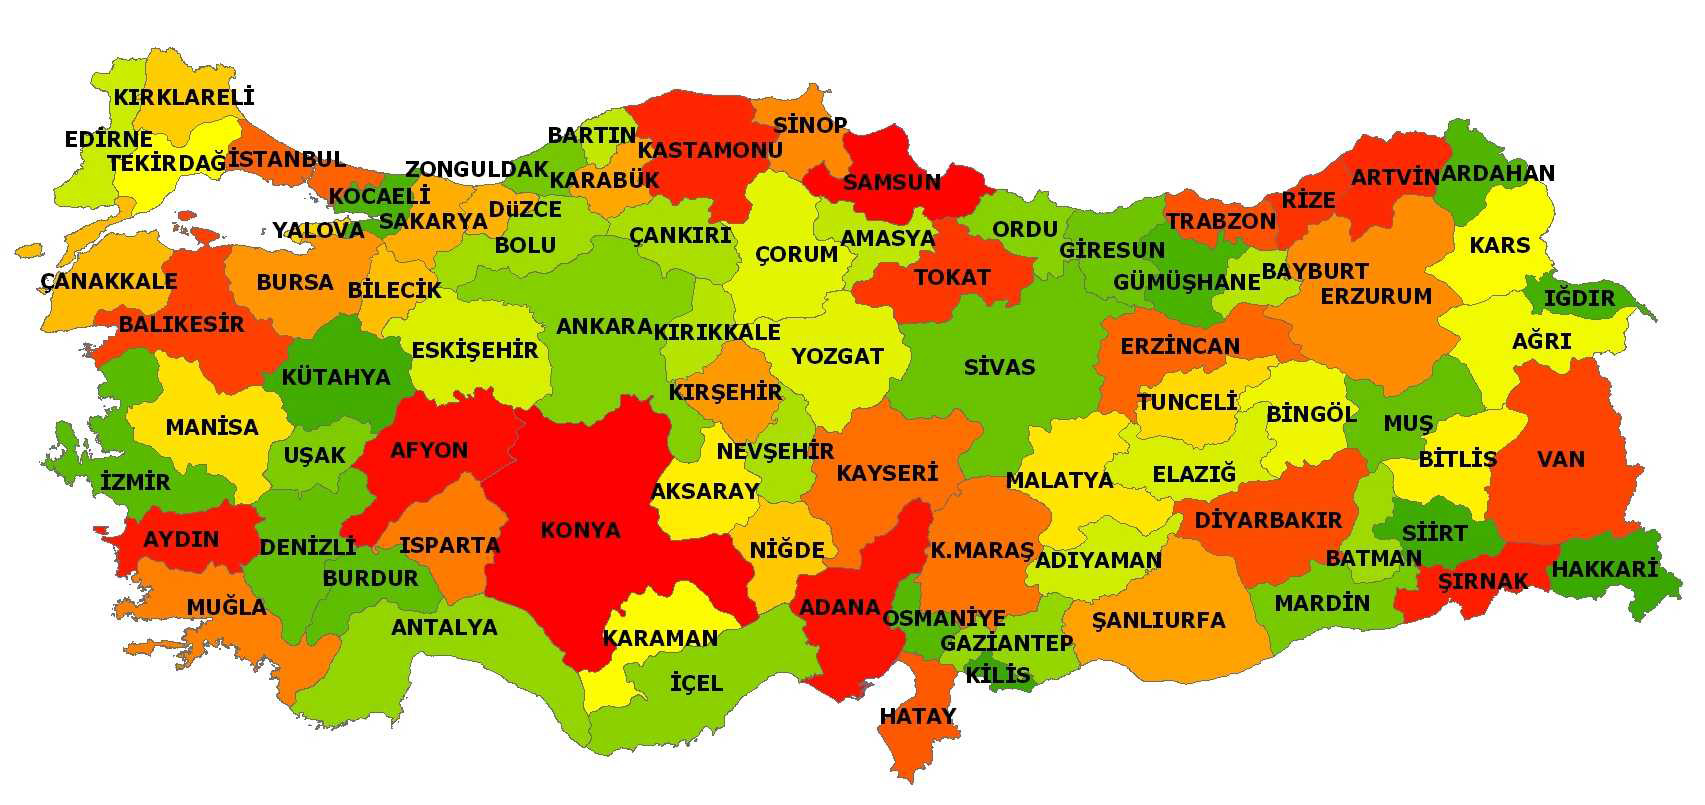 KIRKLARELİ
EDİRNE
TEKİRDAĞ
İSTANBUL
KOCAELİ
YALOVA
SAKARYA
DüZCE
ZONGULDAK
BARTIN
KARABÜK
KASTAMONU
SİNOP
SAMSUN
ÇANAKKALE
BURSA
BİLECİK
BOLU
ÇANKIRI
ÇORUM
AMASYA
TOKAT
ORDU
GİRESUN
TRABZON
RİZE
ARTVİN
ARDAHAN
GÜMÜŞHANE
BAYBURT
ERZURUM
KARS
IĞDIR
AĞRI
BALIKESİR
KÜTAHYA
ESKİŞEHİR
ANKARA
KIRIKKALE
YOZGAT
SİVAS
ERZİNCAN
TUNCELİ
BİNGÖL
MUŞ
BİTLİS
VAN
MANİSA
UŞAK
AFYON
KIRŞEHİR
NEVŞEHİR
KAYSERİ
MALATYA
ELAZIĞ
İZMİR
AYDIN
DENİZLİ
ISPARTA
BURDUR
KONYA
AKSARAY
NİĞDE
K.MARAŞ
ADIYAMAN
DİYARBAKIR
BATMAN
SİİRT
ŞIRNAK
HAKKARİ
MUĞLA
ANTALYA
KARAMAN
İÇEL
ADANA
OSMANİYE
GAZİANTEP
KİLİS
HATAY
ŞANLIURFA
MARDİN